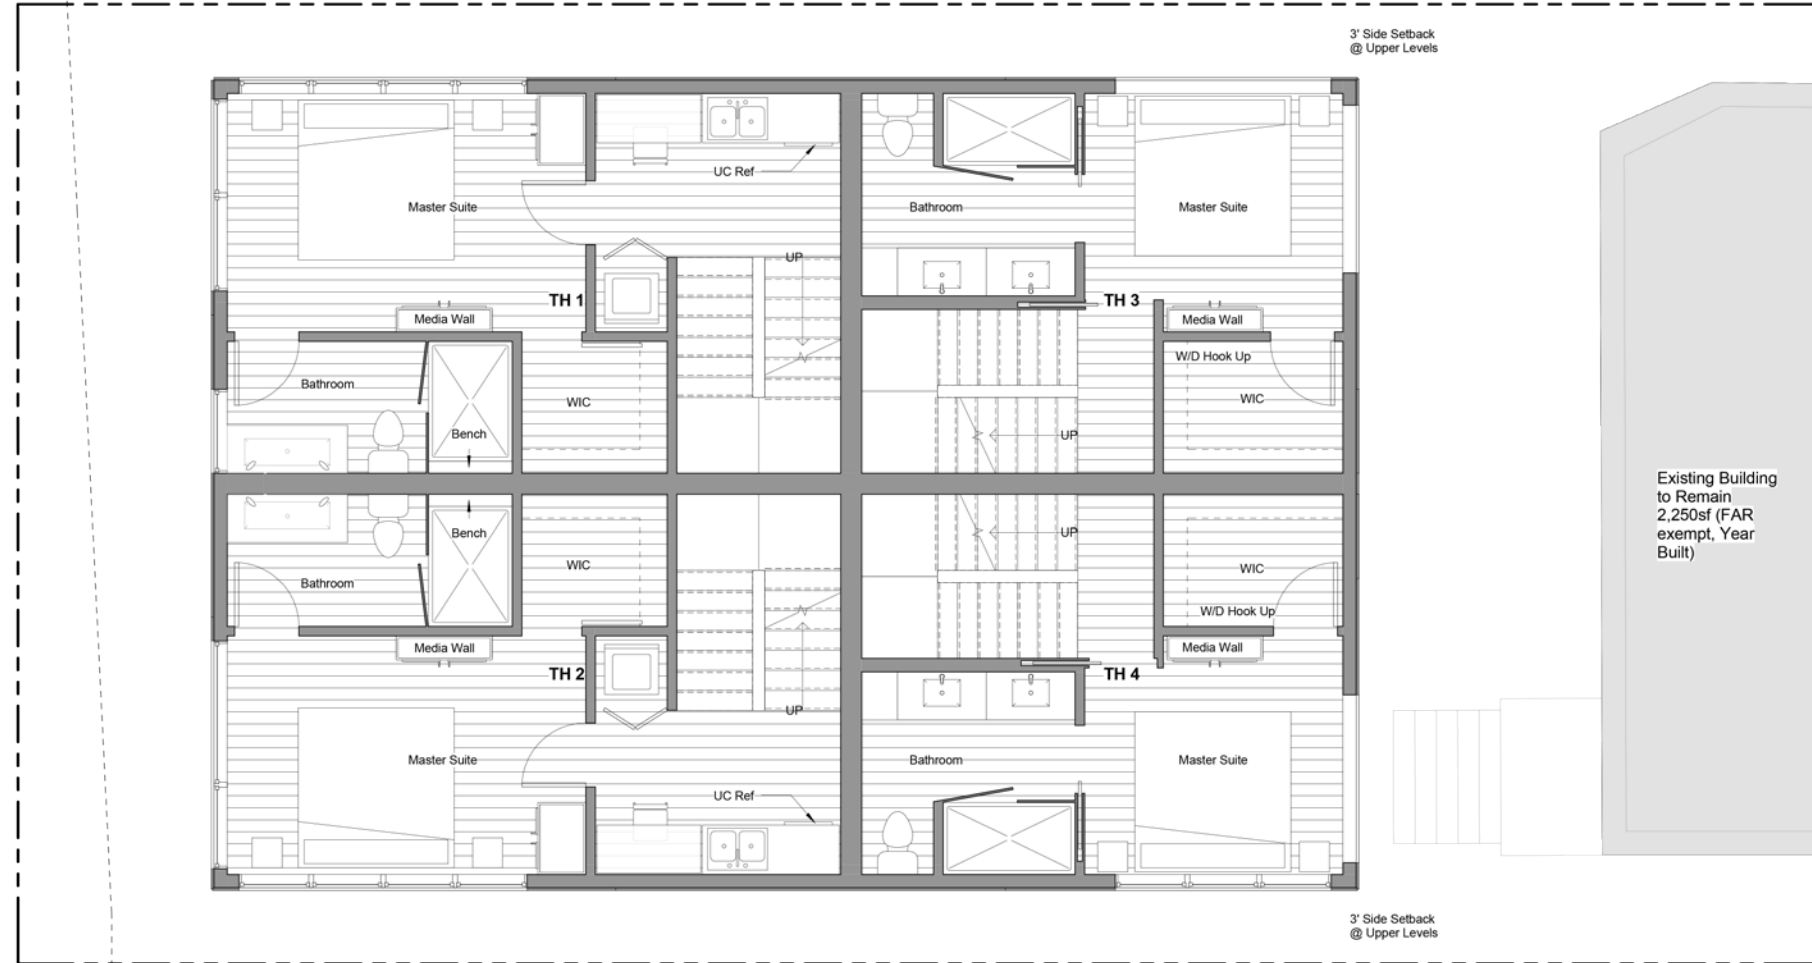 3' Side Setback
@ Upper Levels
UC Ref
Master Suite
Bathroom
Master Suite
UP
TH 1
TH 3
Media Wall
Media Wall
W/D Hook Up
Bathroom
WIC
WIC
Bench
UP
Existing Building
to Remain
2,250sf (FAR
exempt, Year
Built)
Bench
UP
WIC
WIC
Bathroom
W/D Hook Up
Media Wall
Media Wall
TH 2
TH 4
UP
Master Suite
Bathroom
Master Suite
UC Ref
3' Side Setback
@ Upper Levels